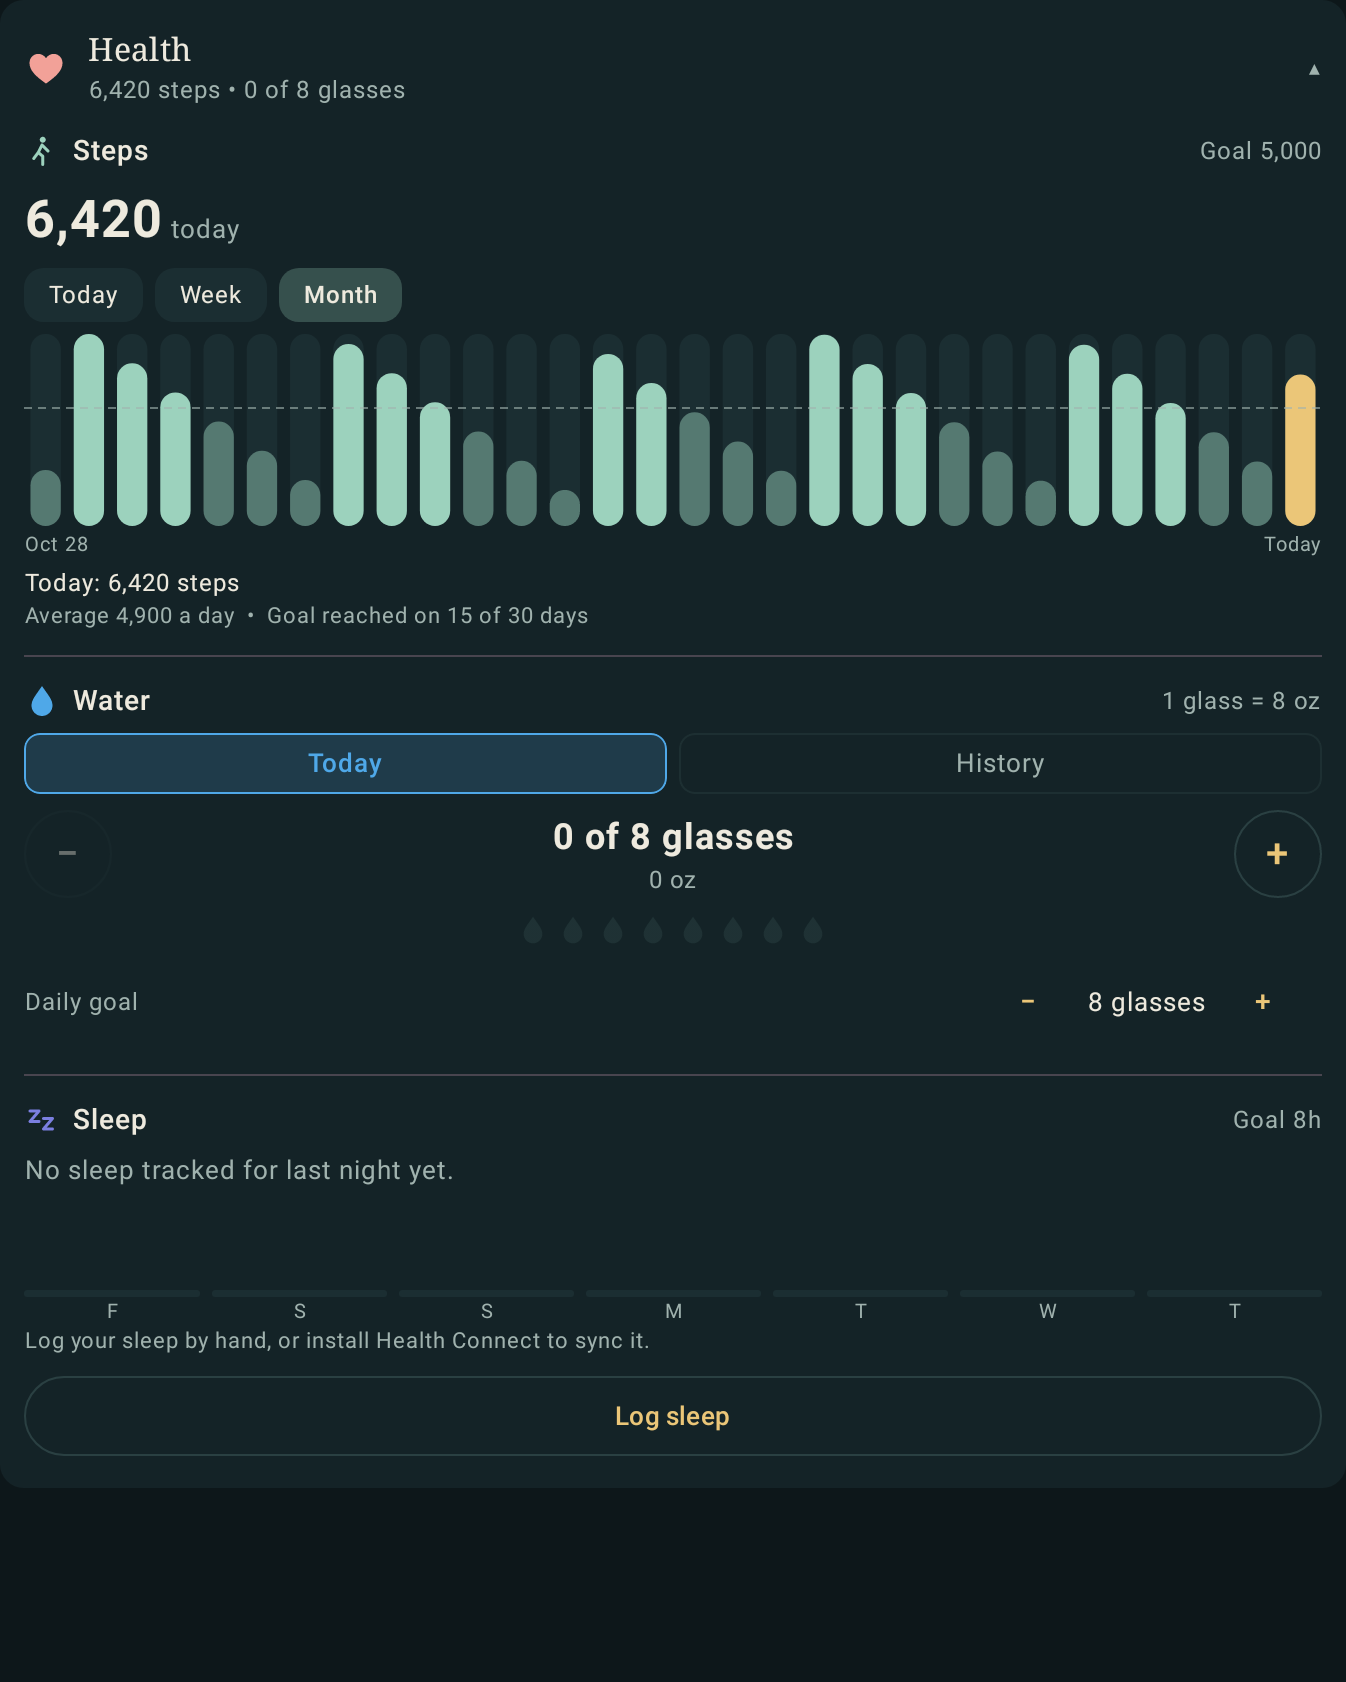 Health
6,420 steps • 0 of 8 glasses
▲
Steps
Goal 5,000
6,420 today
Today
Week
Month
Oct 28
Today
Today: 6,420 steps
Average 4,900 a day • Goal reached on 15 of 30 days
Water
1 glass = 8 oz
Today
History
−
0 of 8 glasses
+
0 oz
Daily goal
− 8 glasses +
zz
Sleep
Goal 8h
No sleep tracked for last night yet.
F S S M T W T
Log your sleep by hand, or install Health Connect to sync it.
Log sleep